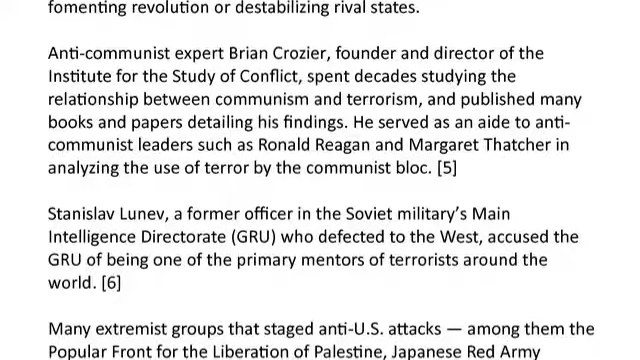 fomenting revolution or destabilizing rival states.
Anti-communist expert Brian Crozier, founder and director of the
Institute for the Study of Conflict, spent decades studying the
relationship between communism and terrorism, and published many
books and papers detailing his findings. He served as an aide to anti-
communist leaders such as Ronald Reagan and Margaret Thatcher in
analyzing the use of terror by the communist bloc. [5]
Stanislav Lunev, a former officer in the Soviet military’s Main
Intelligence Directorate (GRU) who defected to the West, accused the
GRU of being one of the primary mentors of terrorists around the
world. [6]
Many extremist groups that staged anti-U.S. attacks — among them the
Popular Front for the Liberation of Palestine, Japanese Red Army